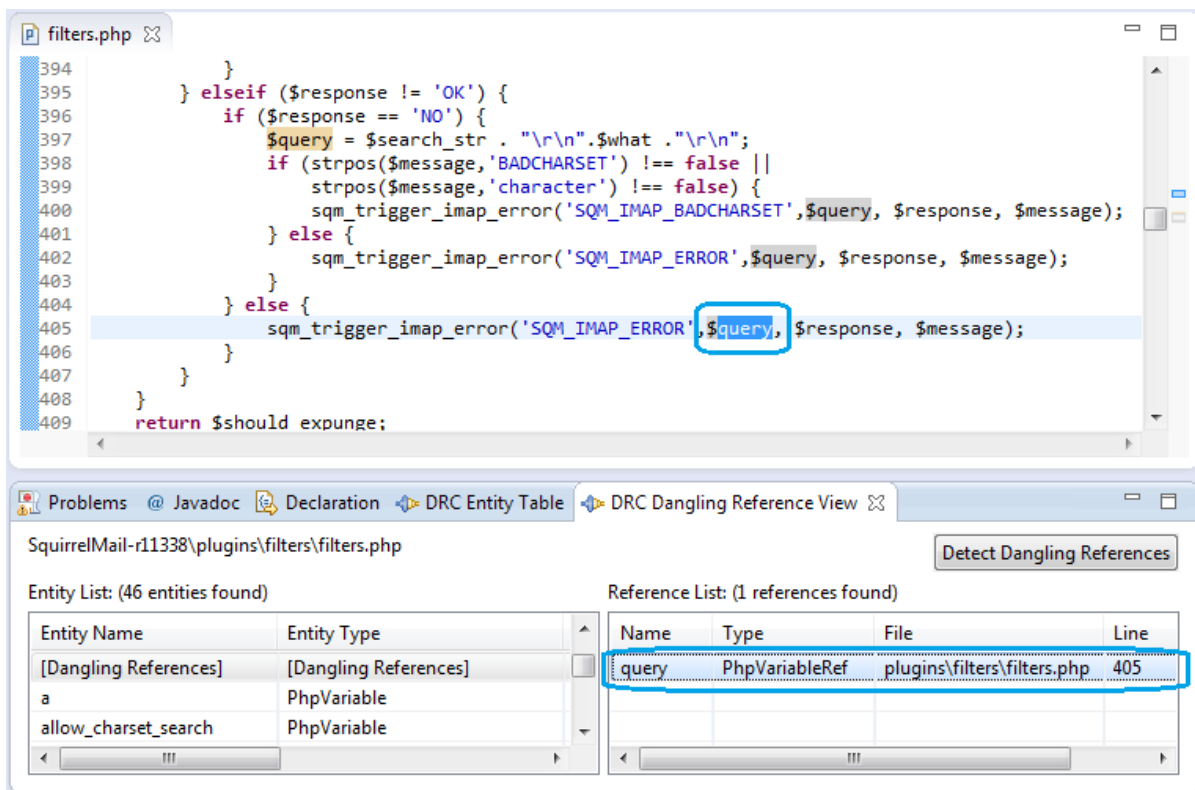 filters.php
394 }
395 } elseif ($response != 'OK') {
396 if ($response == 'NO') {
397 $query = $search_str . "\r\n".$what ."\r\n";
398 if (strpos($message,'BADCHARSET') !== false ||
399 strpos($message,'character') !== false) {
400 sqm_trigger_imap_error('SQM_IMAP_BADCHARSET',$query, $response, $message);
401 } else {
402 sqm_trigger_imap_error('SQM_IMAP_ERROR',$query, $response, $message);
403 }
404 } else {
405 sqm_trigger_imap_error('SQM_IMAP_ERROR',$query, $response, $message);
406 }
407 }
408 }
409 return $should_expunge;
Problems @ Javadoc Declaration DRC Entity Table DRC Dangling Reference View
SquirrelMail-r11338\plugins\filters\filters.php
Detect Dangling References
Entity List: (46 entities found) Reference List: (1 references found)
Entity Name Entity Type Name Type File Line
[Dangling References] [Dangling References] query PhpVariableRef plugins\filters\filters.php 405
a PhpVariable
allow_charset_search PhpVariable